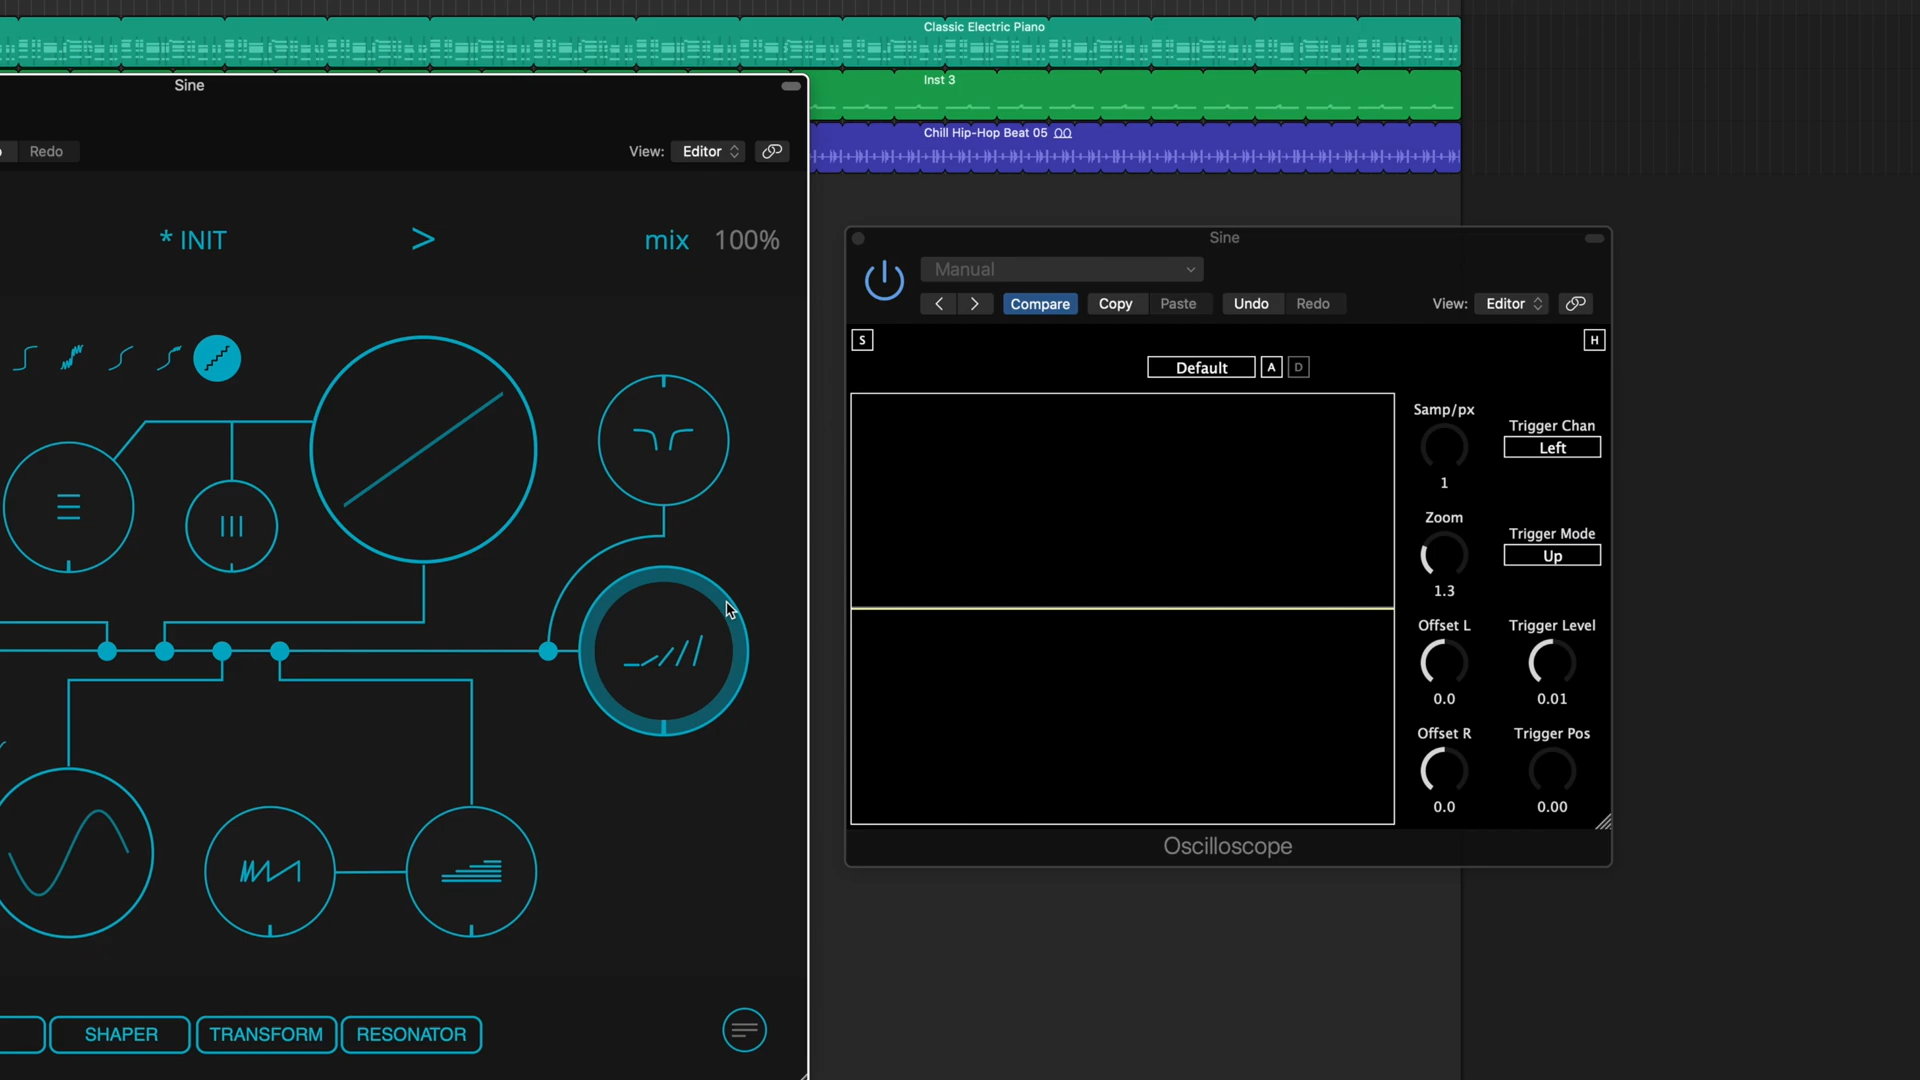 Classic Electric Piano
Inst 3
Chill Hip-Hop Beat 05
Sine
Redo
View: Editor
* INIT > mix 100%
SHAPER TRANSFORM RESONATOR
Sine
Manual
Compare Copy Paste Undo Redo View: Editor
S H
Default A D
Samp/px
1
Trigger Chan
Left
Zoom
1.3
Trigger Mode
Up
Offset L
0.0
Trigger Level
0.01
Offset R
0.0
Trigger Pos
0.00
Oscilloscope